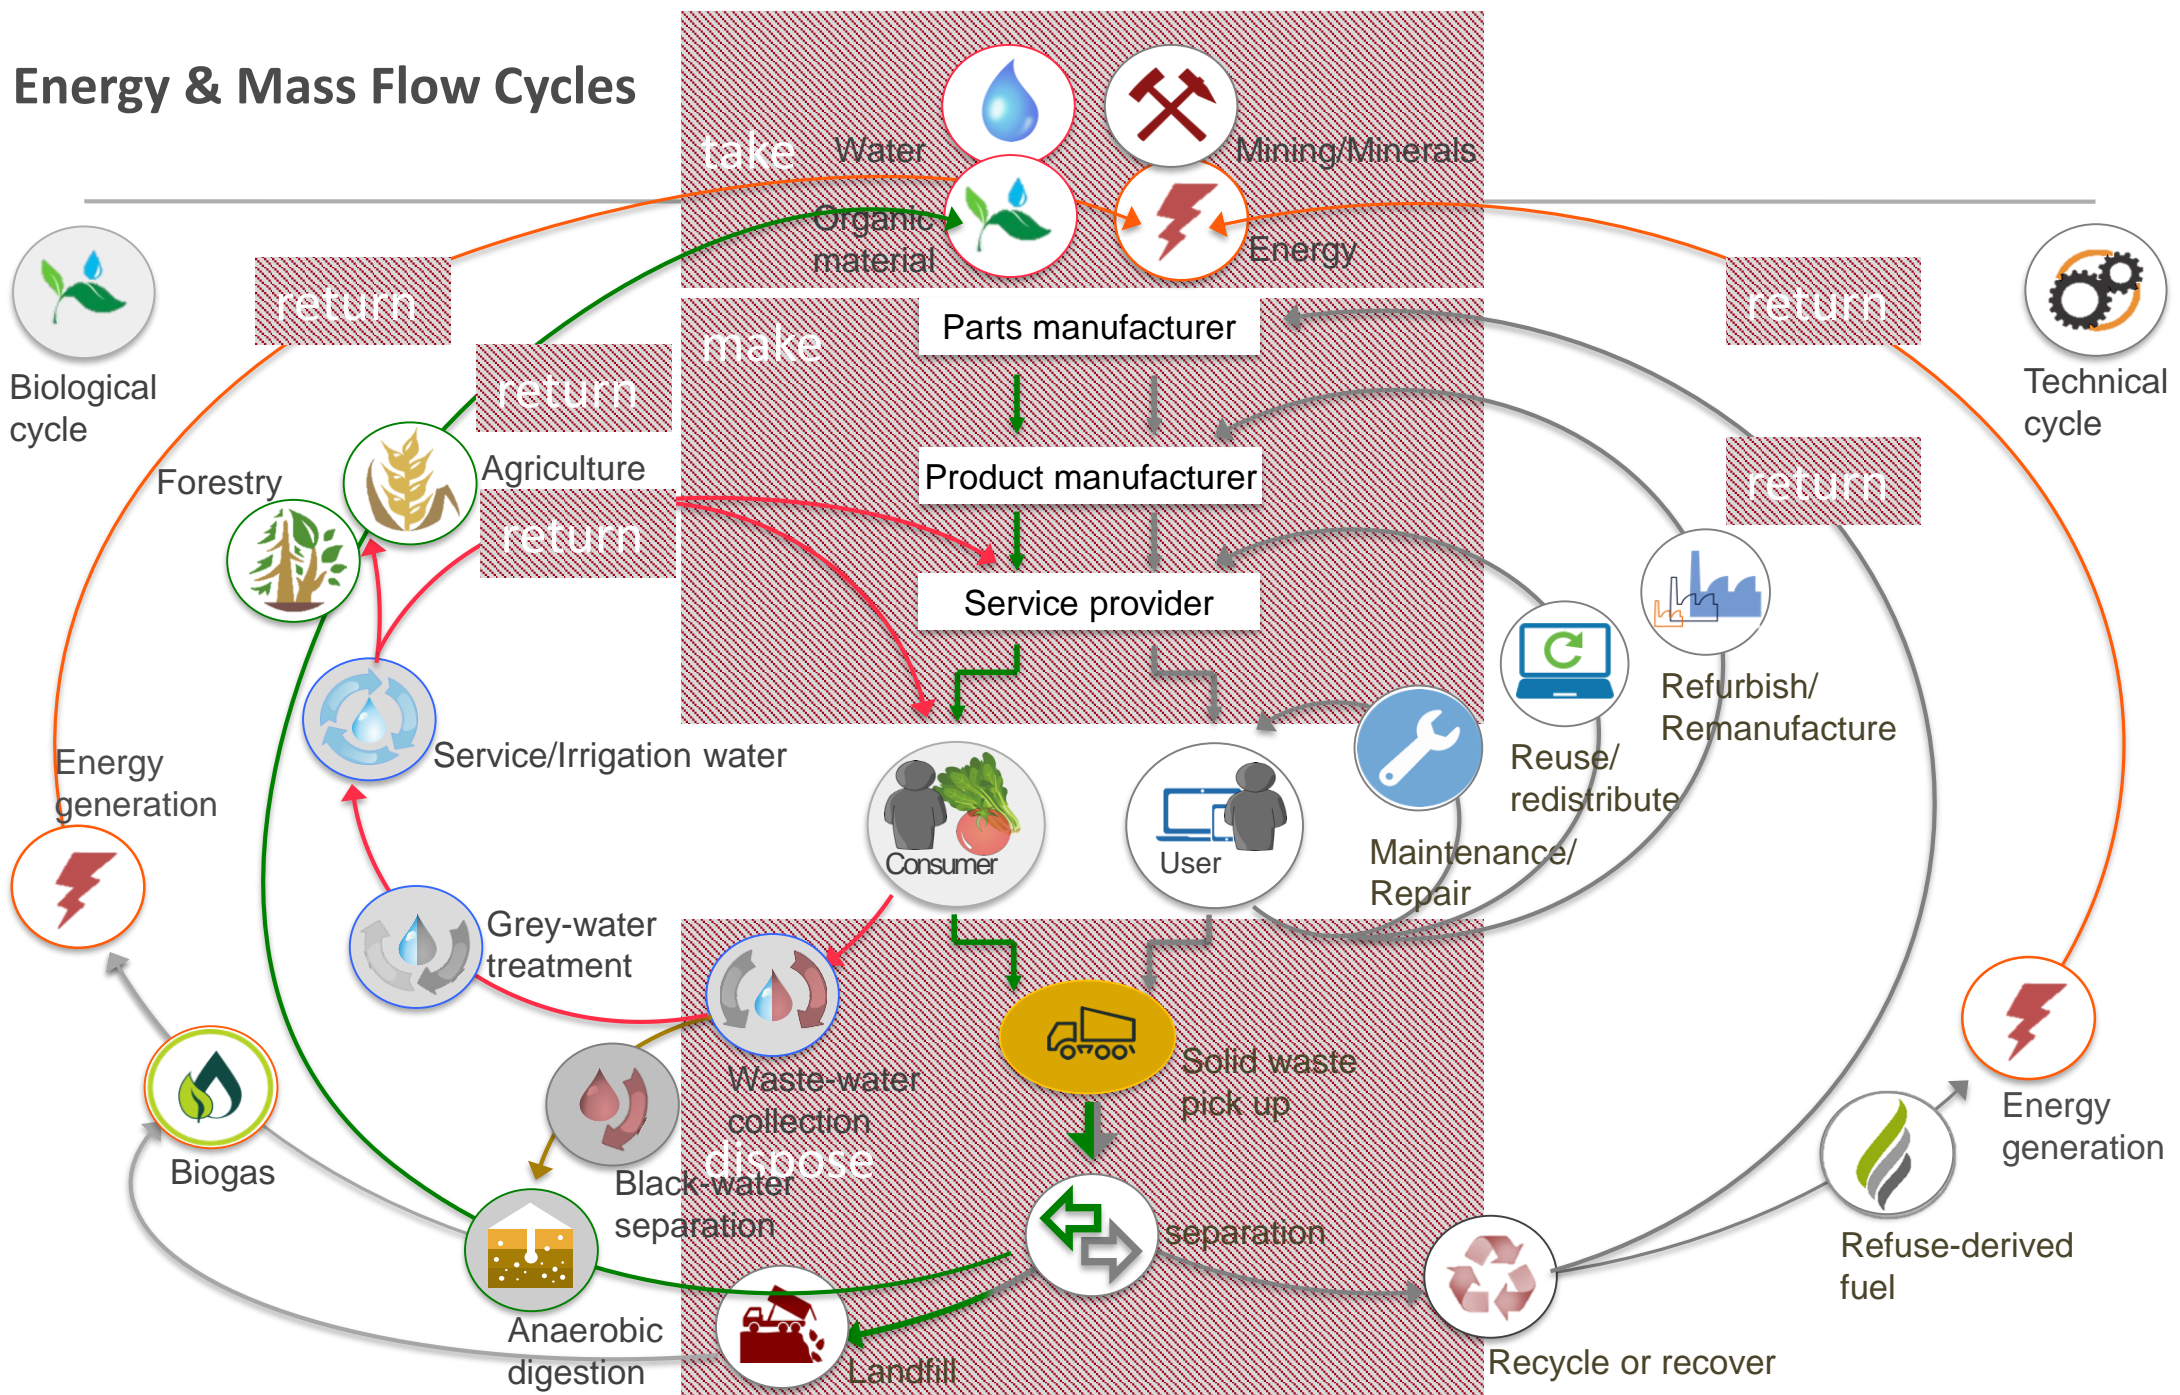 Energy & Mass Flow Cycles
take
Water
Mining/Minerals
Organic
material
Energy
return
return
Biological
cycle
Technical
cycle
make
Parts manufacturer
return
return
Forestry
Agriculture
Product manufacturer
return
Service provider
Refurbish/
Remanufacture
Service/Irrigation water
Reuse/
redistribute
Energy
generation
Consumer
User
Maintenance/
Repair
Grey-water
treatment
Waste-water
collection
Solid waste
pick up
Energy
generation
dispose
Biogas
Black-water
separation
separation
Refuse-derived
fuel
Anaerobic
digestion
Landfill
Recycle or recover